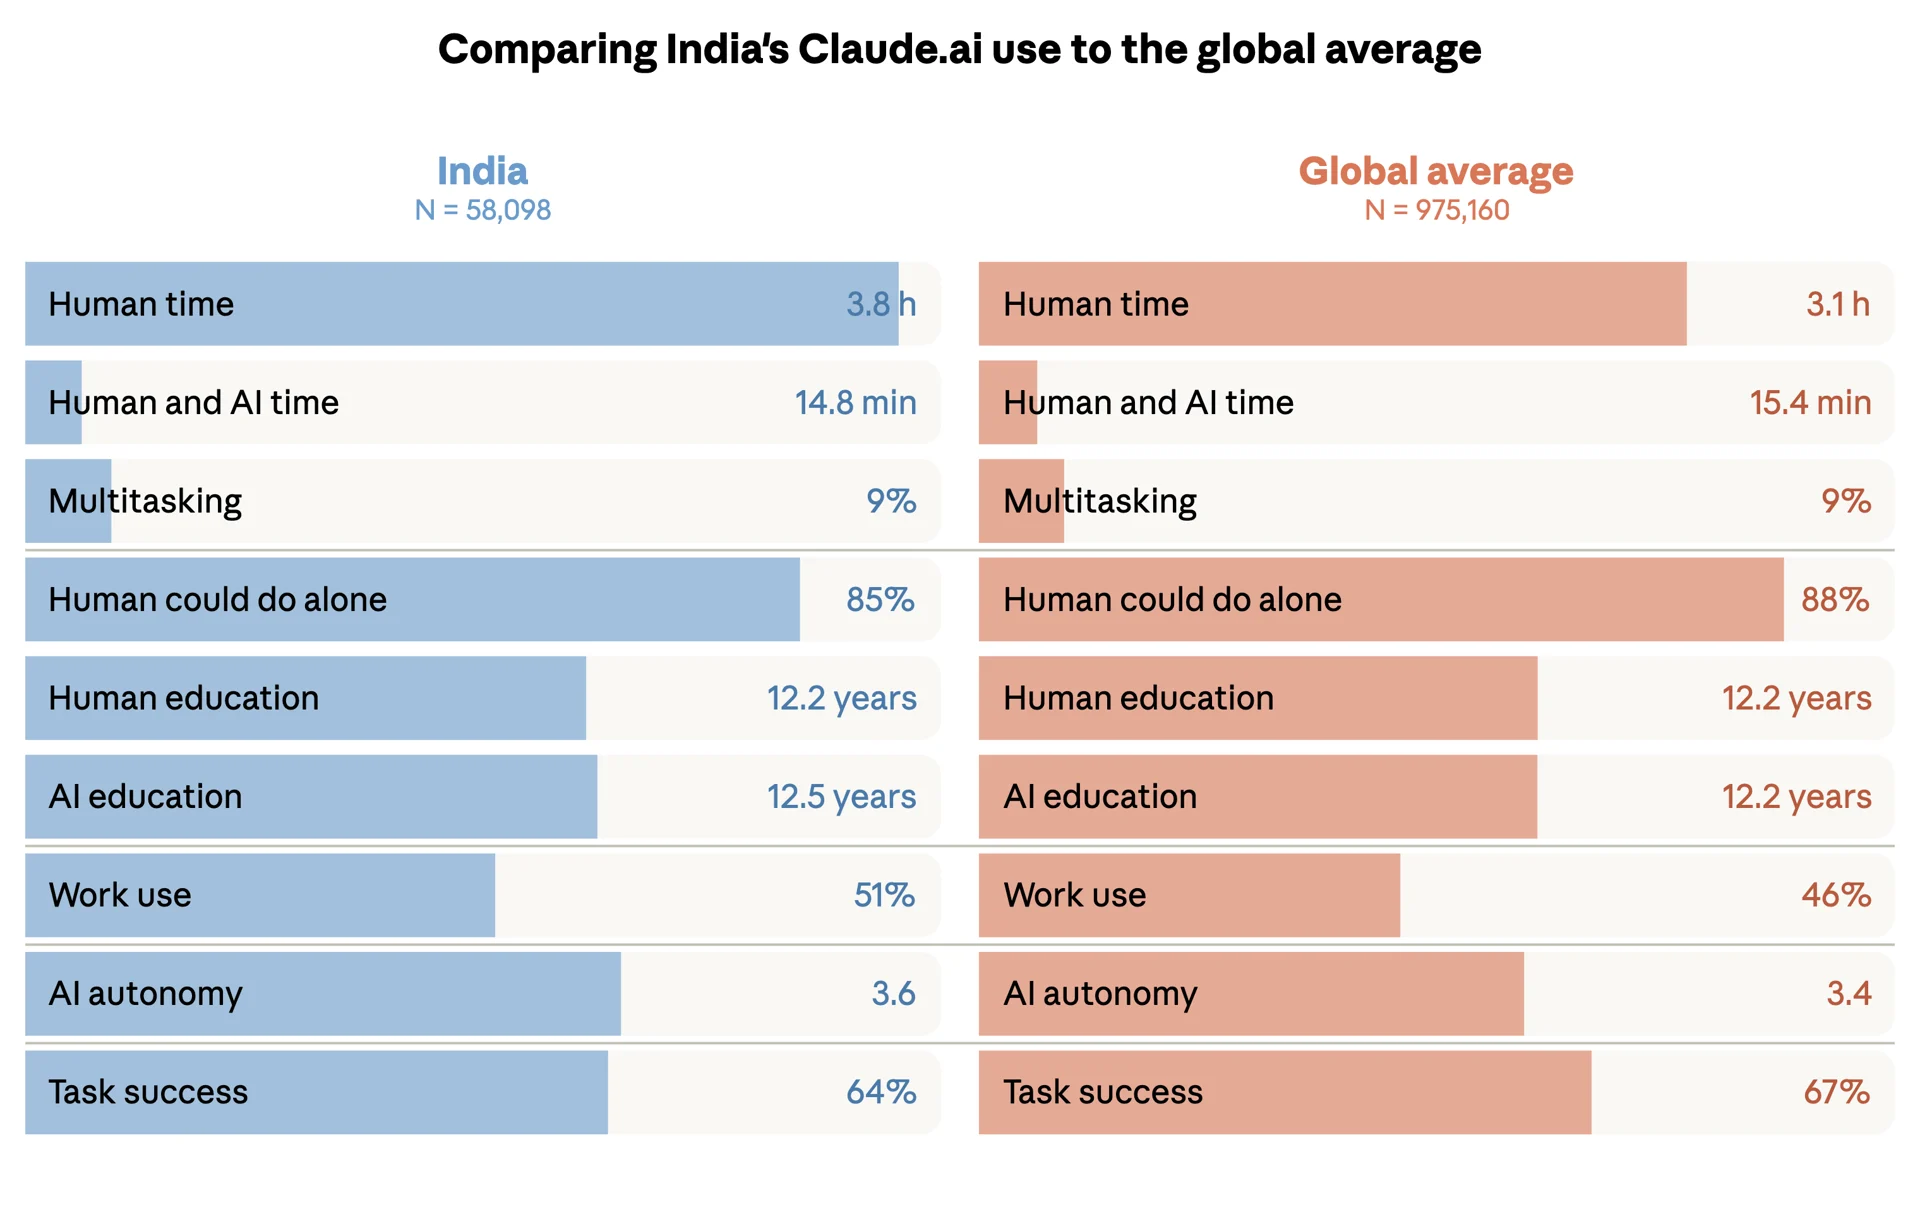 Comparing India's Claude.ai use to the global average
India
N = 58,098
Human time 3.8 h
Human and AI time 14.8 min
Multitasking 9%
Human could do alone 85%
Human education 12.2 years
AI education 12.5 years
Work use 51%
AI autonomy 3.6
Task success 64%
Global average
N = 975,160
Human time 3.1 h
Human and AI time 15.4 min
Multitasking 9%
Human could do alone 88%
Human education 12.2 years
AI education 12.2 years
Work use 46%
AI autonomy 3.4
Task success 67%